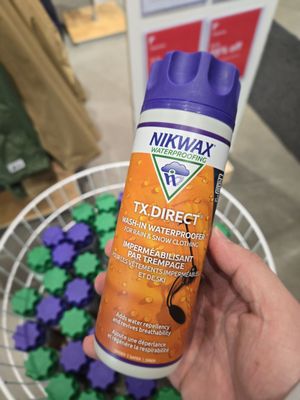 NIKWAX
WATERPROOFING
TX.DIRECT
WASH-IN WATERPROOFER
FOR RAIN & SNOW CLOTHING
IMPERMÉABILISANT
PAR TREMPAGE
POUR LES VÊTEMENTS IMPERMÉABLES
ET DE SKI
Adds water repellency
and revives breathability
Ajoute une déperlance
et régénère la respirabilité